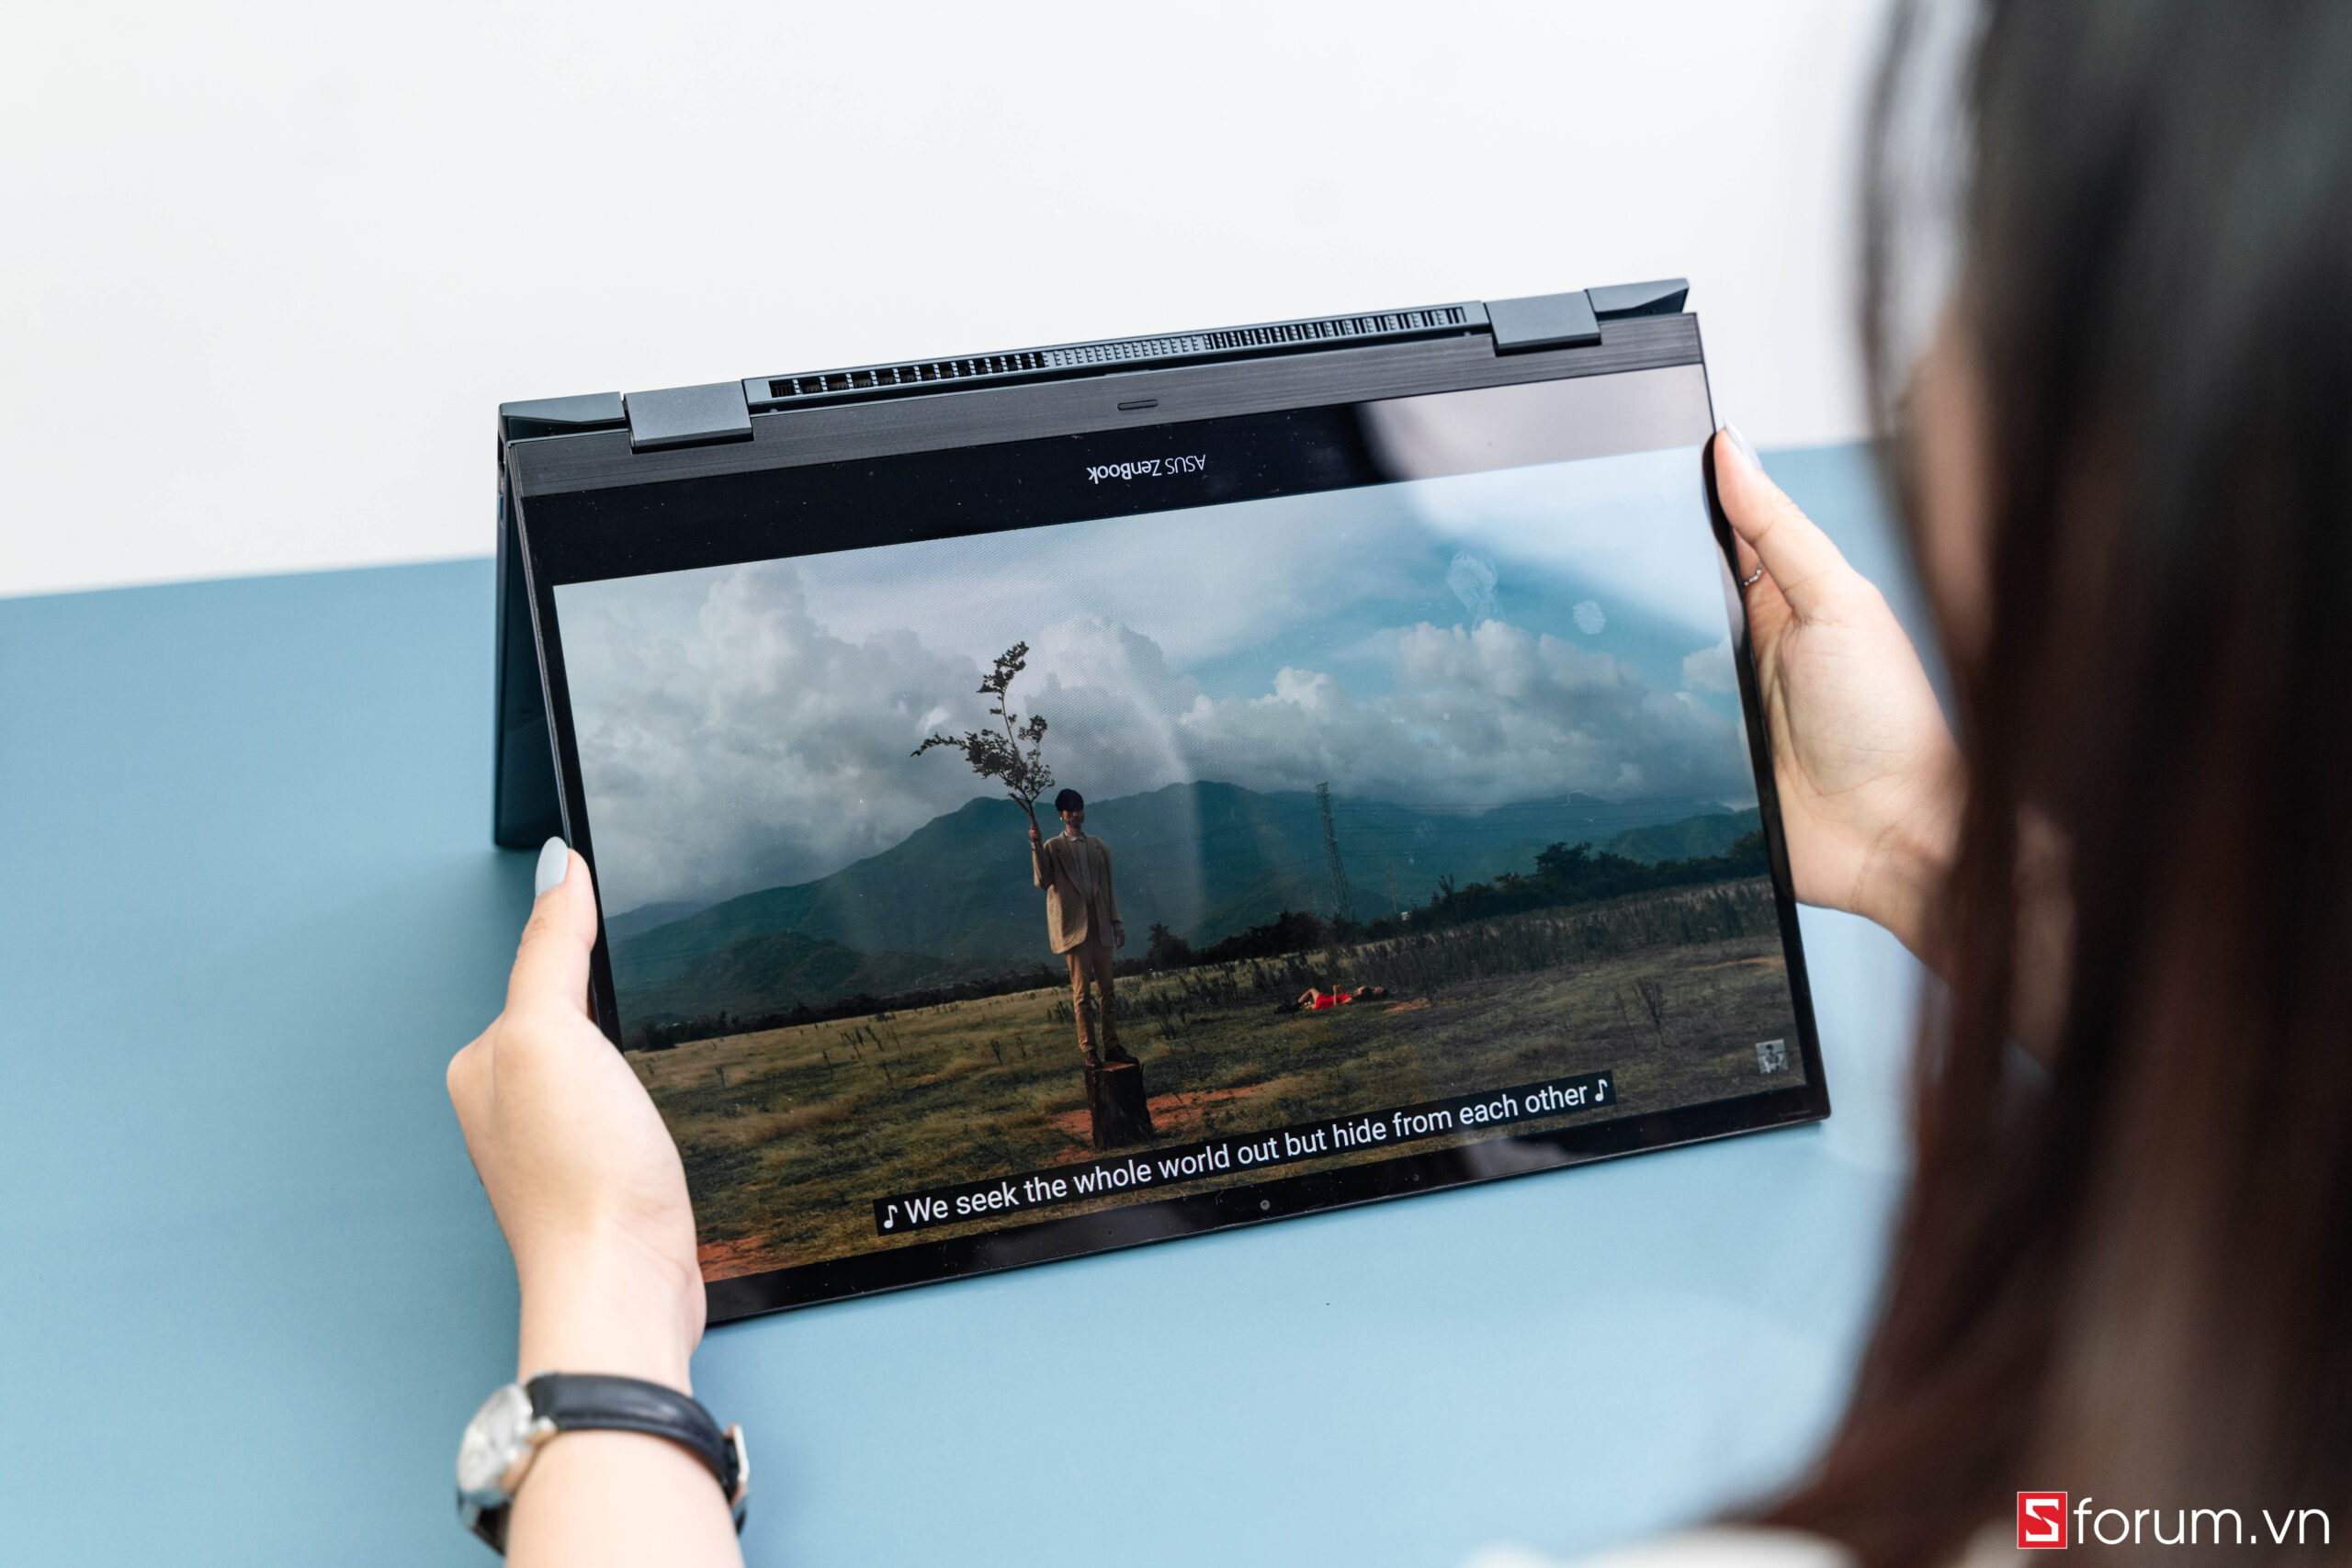 ASUS ZenBook
♪ We seek the whole world out but hide from each other ♪
Sforum.vn